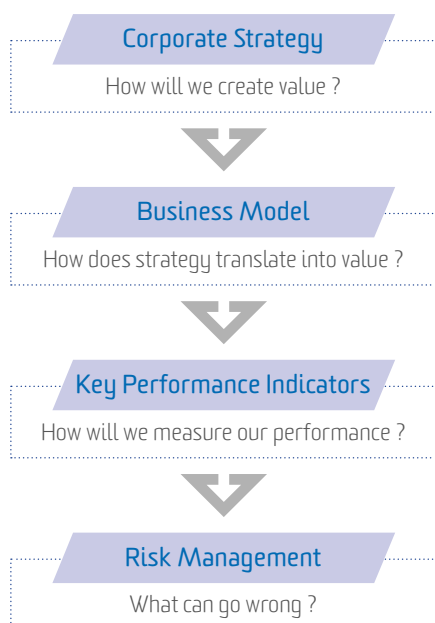 Corporate Strategy
How will we create value ?
Business Model
How does strategy translate into value ?
Key Performance Indicators
How will we measure our performance ?
Risk Management
What can go wrong ?